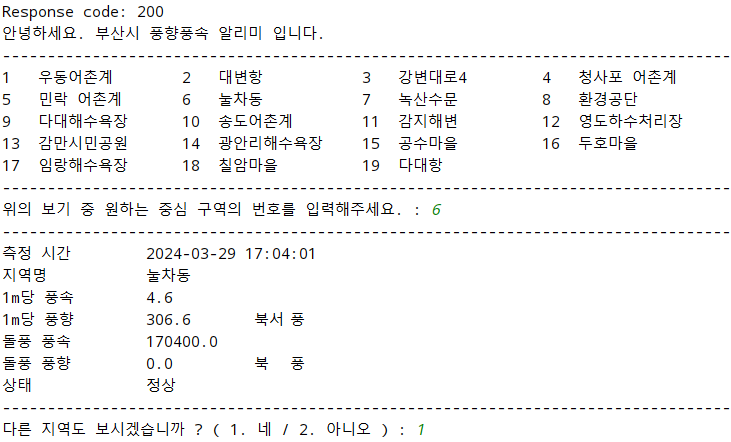 Response code: 200
안녕하세요. 부산시 풍향풍속 알리미 입니다.
--------------------------------------------------------------------------------
1 우동어촌계 2 대변항 3 강변대로4 4 청사포 어촌계
5 민락 어촌계 6 눌차동 7 녹산수문 8 환경공단
9 다대해수욕장 10 송도어촌계 11 감지해변 12 영도하수처리장
13 감만시민공원 14 광안리해수욕장 15 공수마을 16 두호마을
17 임랑해수욕장 18 칠암마을 19 다대항
--------------------------------------------------------------------------------
위의 보기 중 원하는 중심 구역의 번호를 입력해주세요. : 6
--------------------------------------------------------------------------------
측정 시간 2024-03-29 17:04:01
지역명 눌차동
1m당 풍속 4.6
1m당 풍향 306.6 북서 풍
돌풍 풍속 170400.0
돌풍 풍향 0.0 북 풍
상태 정상
--------------------------------------------------------------------------------
다른 지역도 보시겠습니까 ? ( 1. 네 / 2. 아니오 ) : 1